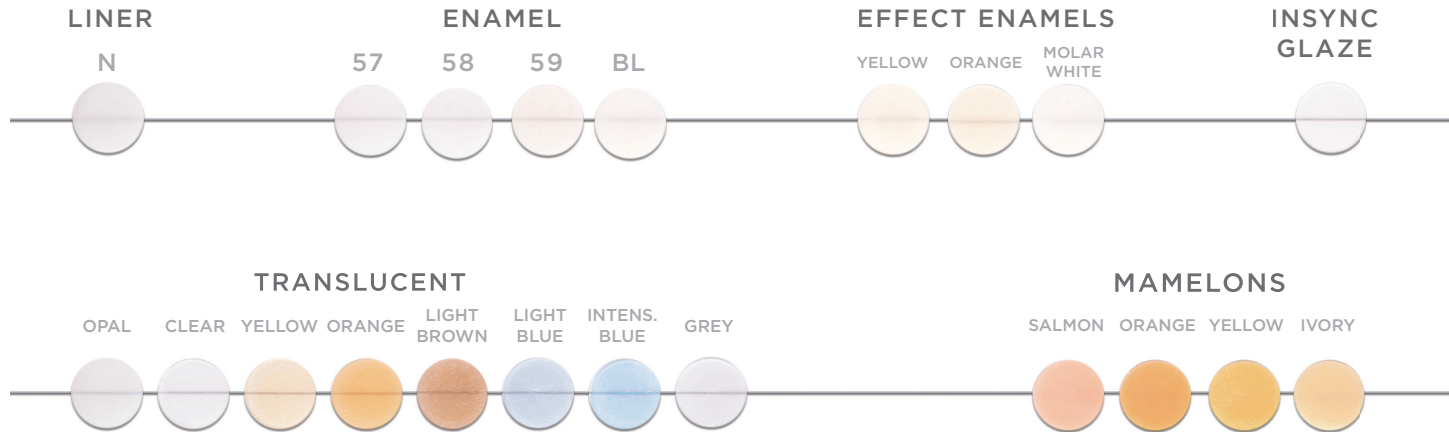 LINER
ENAMEL
EFFECT ENAMELS
INSYNC
GLAZE
N
57
58
59
BL
YELLOW
ORANGE
MOLAR
WHITE
TRANSLUCENT
MAMELONS
OPAL
CLEAR
YELLOW
ORANGE
LIGHT
BROWN
LIGHT
BLUE
INTENS.
BLUE
GREY
SALMON
ORANGE
YELLOW
IVORY